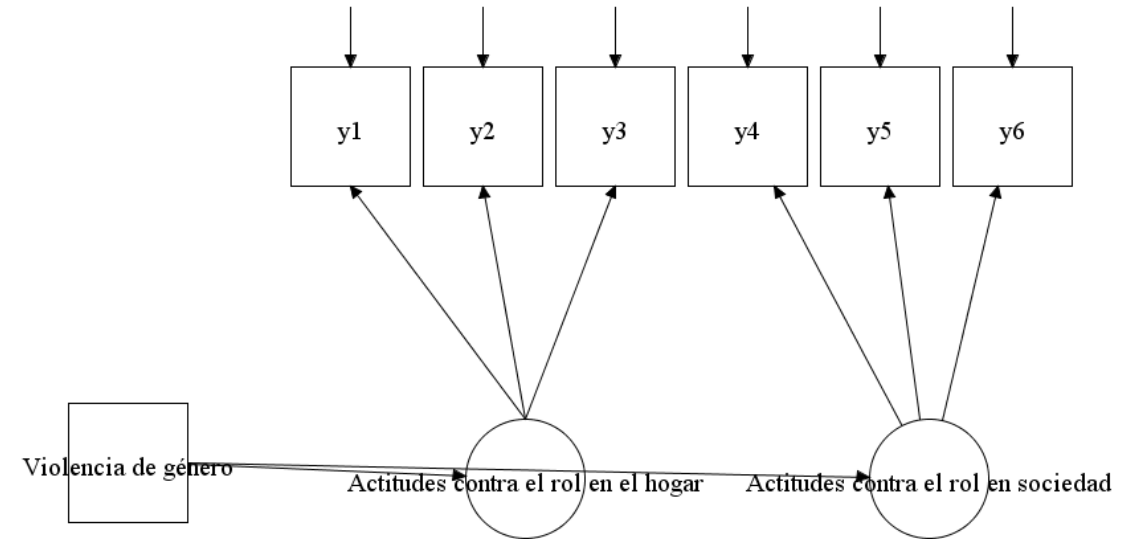 y1
y2
y3
y4
y5
y6
Violencia de género
Actitudes contra el rol en el hogar
Actitudes contra el rol en sociedad